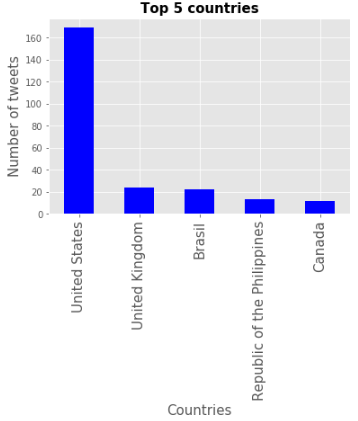 Top 5 countries
Number of tweets
160
140
120
100
80
60
40
20
0
United States
United Kingdom
Brasil
Republic of the Philippines
Canada
Countries